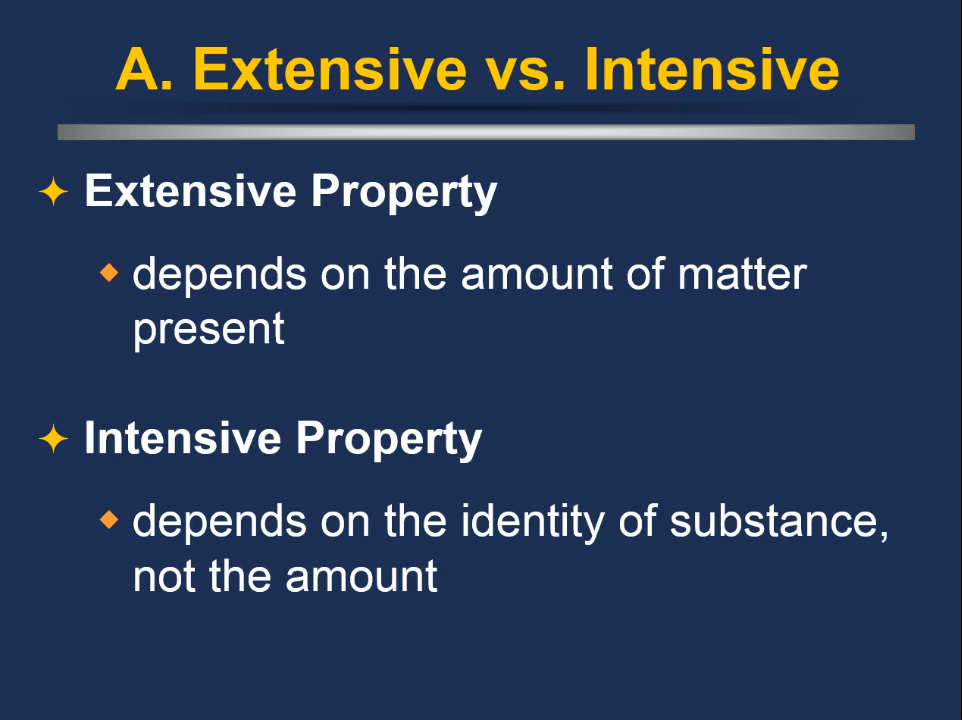 A. Extensive vs. Intensive
Extensive Property
depends on the amount of matter
present
Intensive Property
depends on the identity of substance,
not the amount